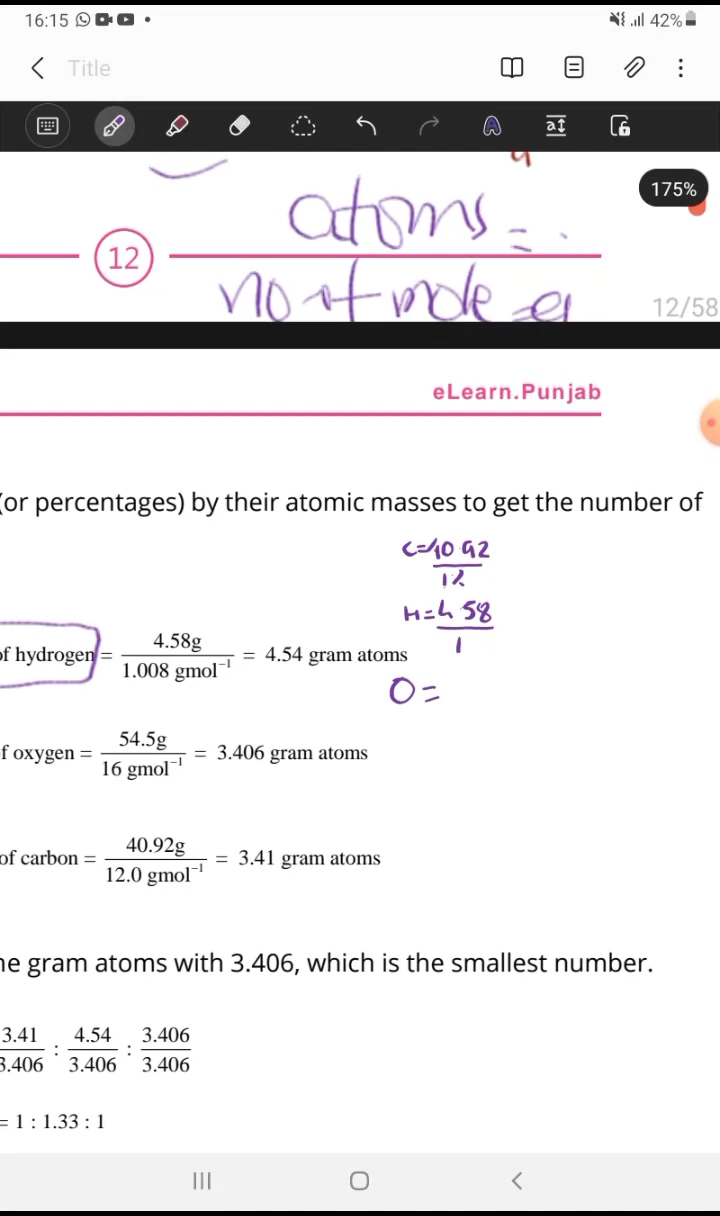 16:15 42%
Title
175%
atoms =
12
no of mole =
12/58
eLearn.Punjab
(or percentages) by their atomic masses to get the number of
C=40.92
12
H=4.58
1
of hydrogen = 4.58g / 1.008 gmol⁻¹ = 4.54 gram atoms
O =
f oxygen = 54.5g / 16 gmol⁻¹ = 3.406 gram atoms
of carbon = 40.92g / 12.0 gmol⁻¹ = 3.41 gram atoms
he gram atoms with 3.406, which is the smallest number.
3.41 / 3.406 : 4.54 / 3.406 : 3.406 / 3.406
= 1 : 1.33 : 1